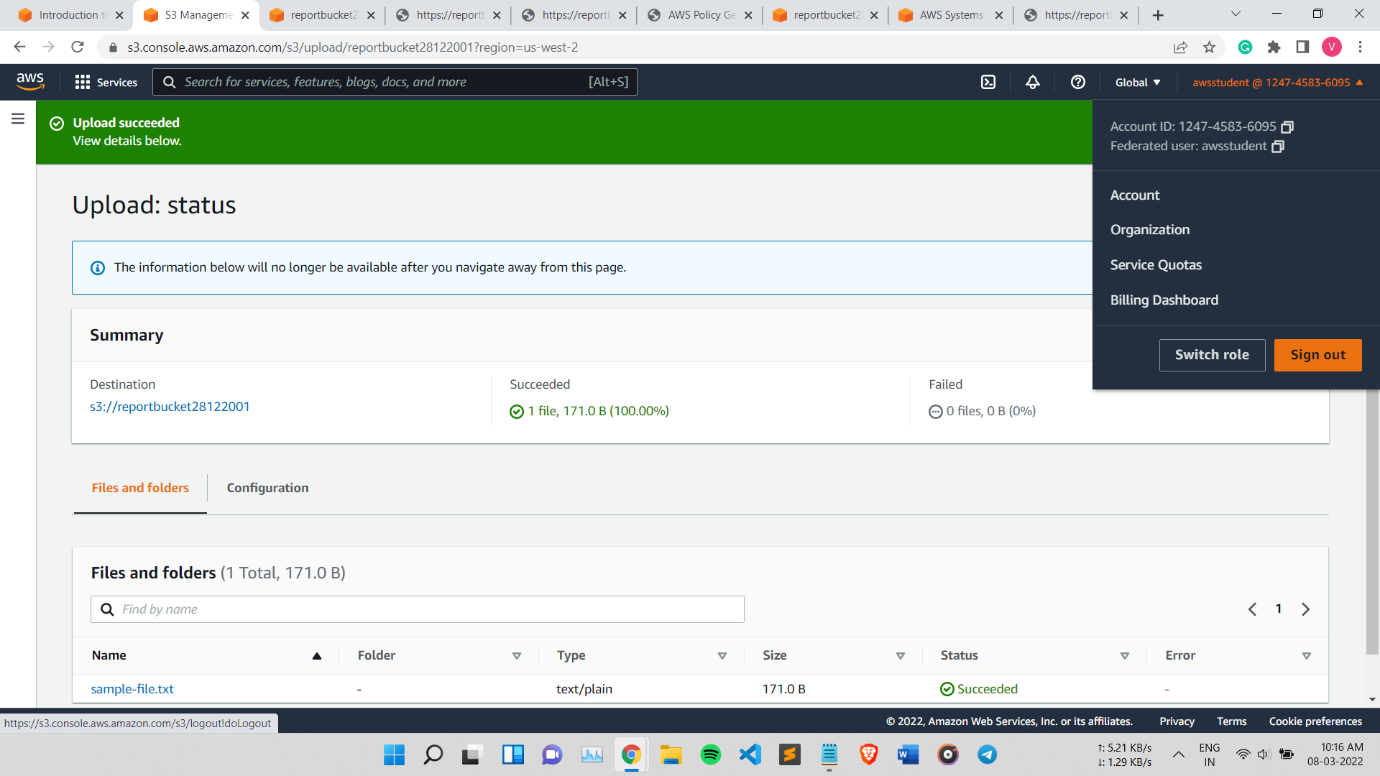 Introduction t
S3 Manageme
reportbucket2
https://report
https://report
AWS Policy Ge
reportbucket2
AWS Systems
https://report
s3.console.aws.amazon.com/s3/upload/reportbucket28122001?region=us-west-2
V
aws
Services
Search for services, features, blogs, docs, and more
[Alt+S]
Global
awsstudent @ 1247-4583-6095
Upload succeeded
View details below.
Account ID: 1247-4583-6095
Federated user: awsstudent
Account
Organization
Service Quotas
Billing Dashboard
Switch role
Sign out
Upload: status
The information below will no longer be available after you navigate away from this page.
Summary
Destination
s3://reportbucket28122001
Succeeded
1 file, 171.0 B (100.00%)
Failed
0 files, 0 B (0%)
Files and folders
Configuration
Files and folders (1 Total, 171.0 B)
Find by name
1
Name
Folder
Type
Size
Status
Error
sample-file.txt
-
text/plain
171.0 B
Succeeded
-
https://s3.console.aws.amazon.com/s3/logout!doLogout
© 2022, Amazon Web Services, Inc. or its affiliates.
Privacy
Terms
Cookie preferences
↑: 5.21 KB/s
↓: 1.29 KB/s
ENG
IN
10:16 AM
08-03-2022